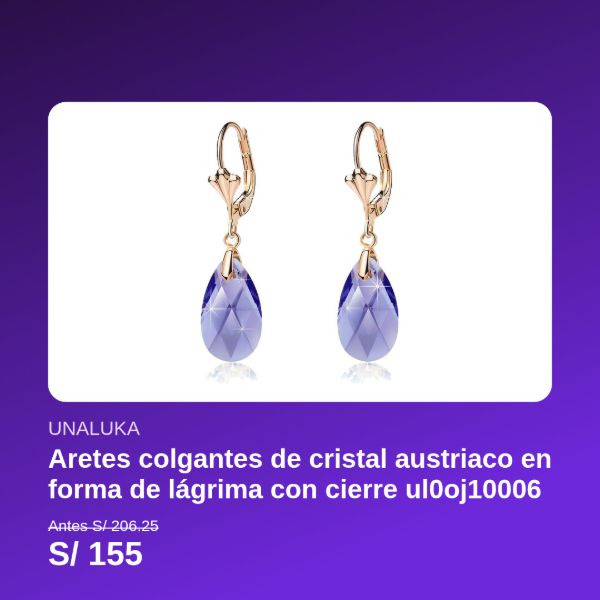 UNALUKA
Aretes colgantes de cristal austriaco en
forma de lágrima con cierre ul0oj10006
Antes S/ 206.25
S/ 155